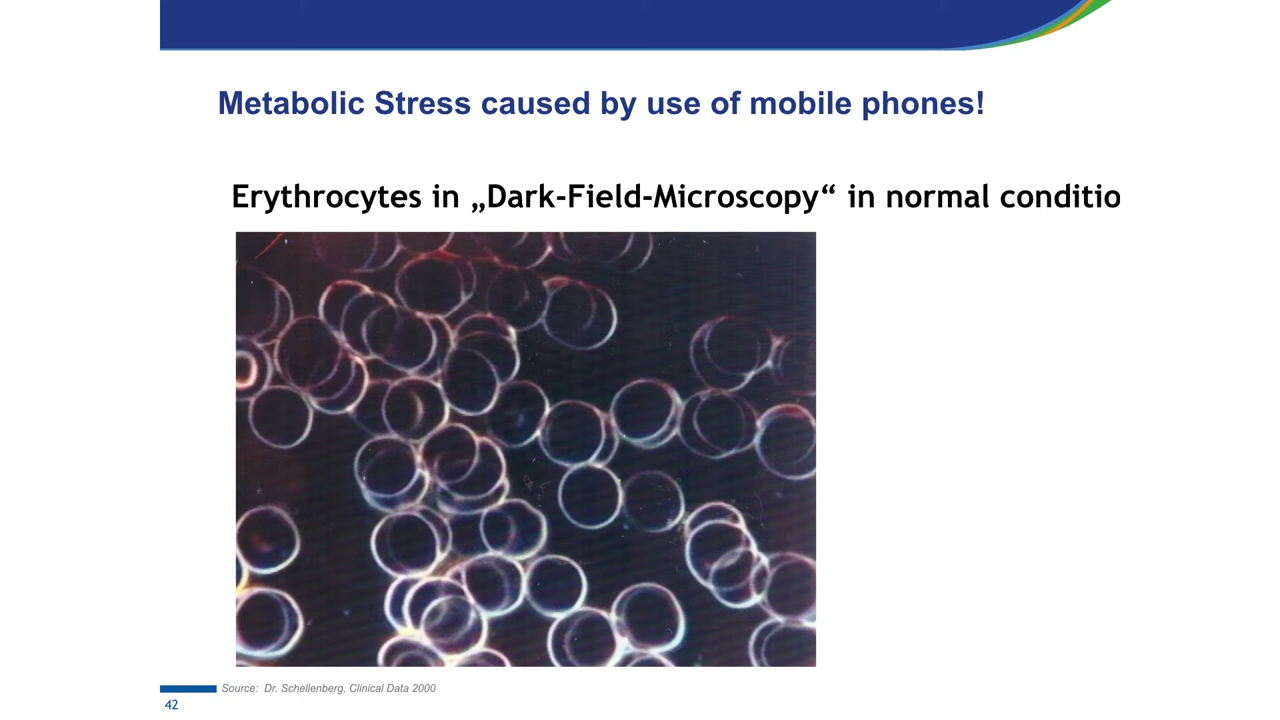 Metabolic Stress caused by use of mobile phones!
Erythrocytes in „Dark-Field-Microscopy“ in normal conditio
Source: Dr. Schellenberg, Clinical Data 2000
42